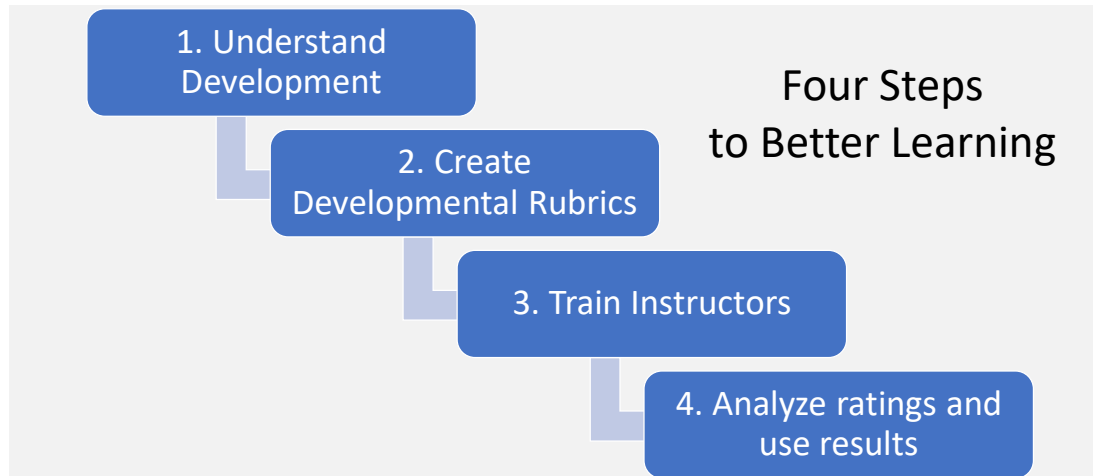 1. Understand
Development
Four Steps
to Better Learning
2. Create
Developmental Rubrics
3. Train Instructors
4. Analyze ratings and
use results